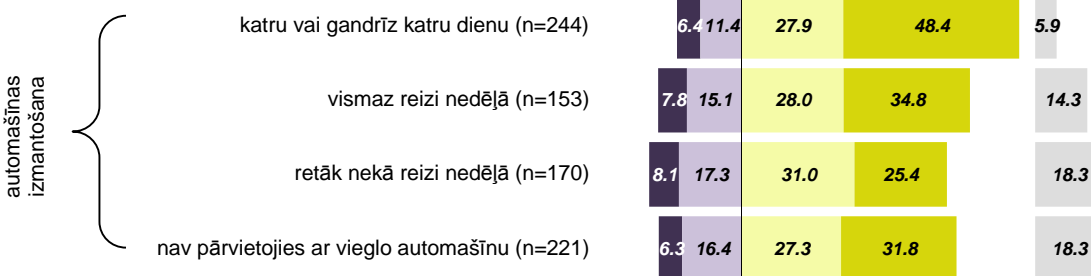 automašīnas
izmantošana
katru vai gandrīz katru dienu (n=244) 6.4 11.4 27.9 48.4 5.9
vismaz reizi nedēļā (n=153) 7.8 15.1 28.0 34.8 14.3
retāk nekā reizi nedēļā (n=170) 8.1 17.3 31.0 25.4 18.3
nav pārvietojies ar vieglo automašīnu (n=221) 6.3 16.4 27.3 31.8 18.3